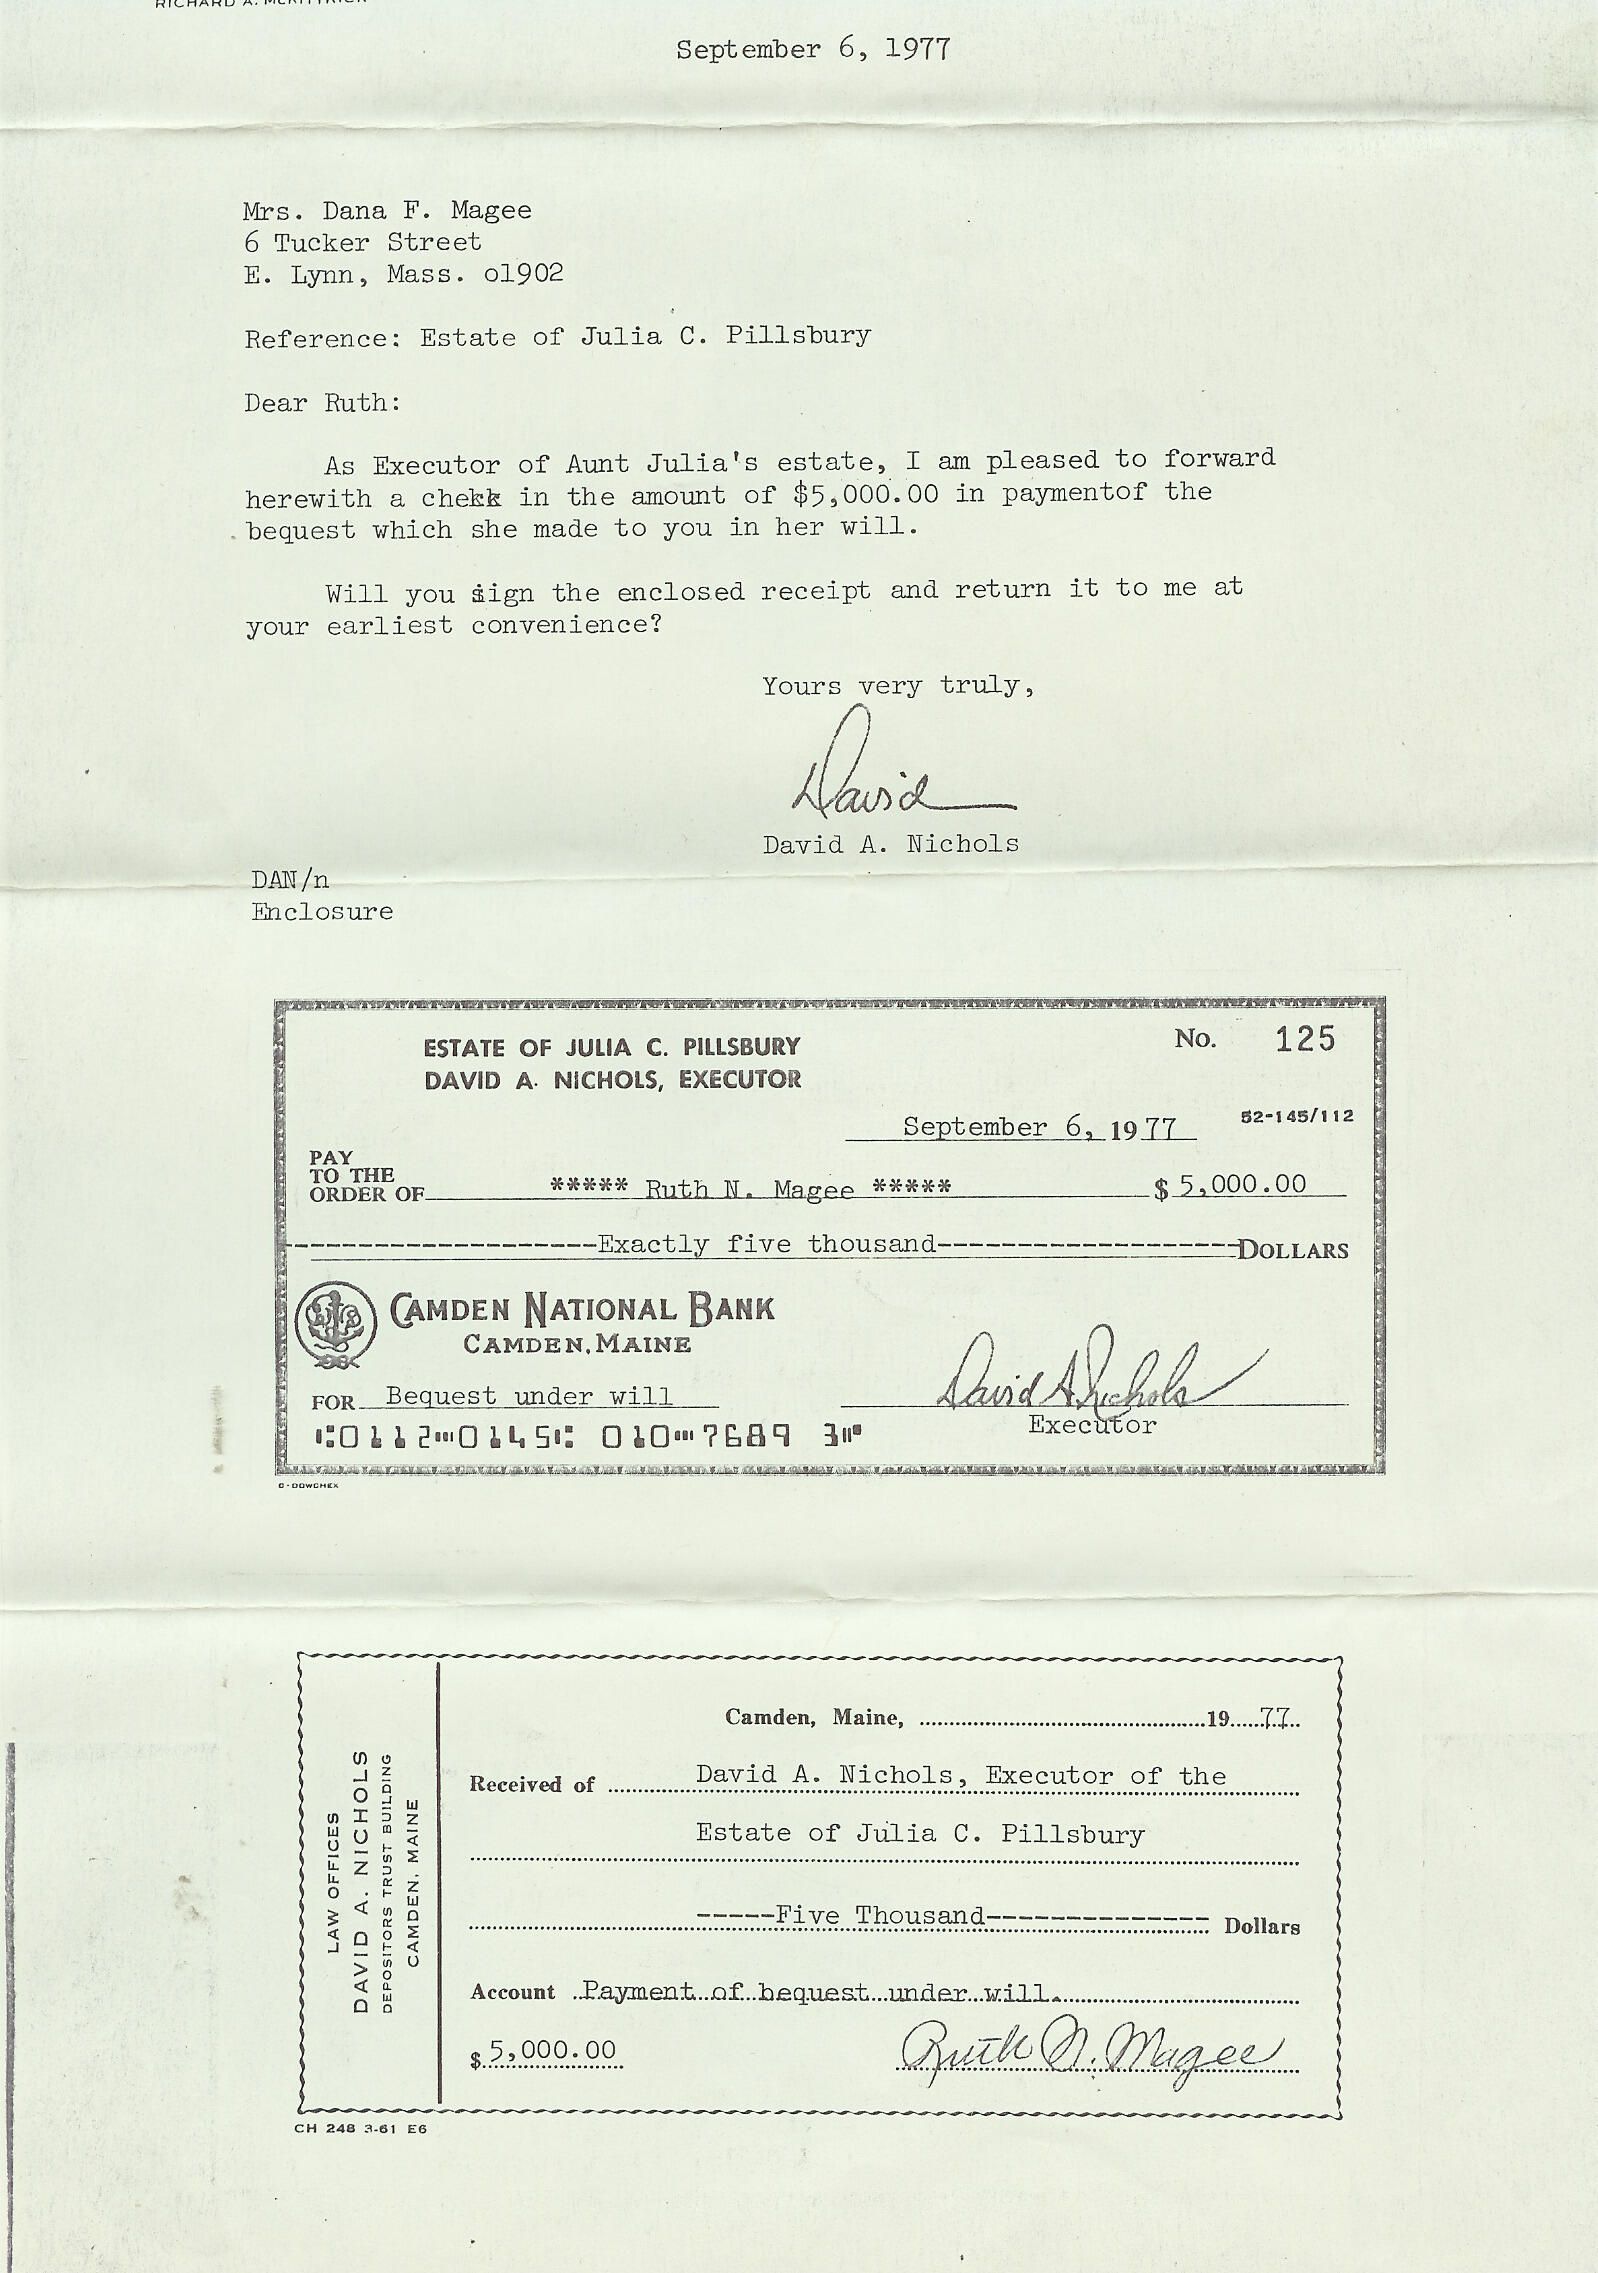 RICHARD A. McKITTRICK
September 6, 1977
Mrs. Dana F. Magee
6 Tucker Street
E. Lynn, Mass. o1902
Reference: Estate of Julia C. Pillsbury
Dear Ruth:
As Executor of Aunt Julia's estate, I am pleased to forward
herewith a chekk in the amount of $5,000.00 in paymentof the
bequest which she made to you in her will.
Will you sign the enclosed receipt and return it to me at
your earliest convenience?
Yours very truly,
David
David A. Nichols
DAN/n
Enclosure
ESTATE OF JULIA C. PILLSBURY
DAVID A. NICHOLS, EXECUTOR
No. 125
September 6, 1977
52-145/112
PAY
TO THE
ORDER OF ***** Ruth N. Magee ***** $ 5,000.00
-------------------Exactly five thousand-------------------DOLLARS
CAMDEN NATIONAL BANK
CAMDEN, MAINE
FOR Bequest under will
David A. Nichols
Executor
⑆0112⑉0145⑆ 010⑉7689 3⑈
C-DOWCHEX
LAW OFFICES
DAVID A. NICHOLS
DEPOSITORS TRUST BUILDING
CAMDEN, MAINE
Camden, Maine, 19 77
Received of David A. Nichols, Executor of the
Estate of Julia C. Pillsbury
-----Five Thousand-------------- Dollars
Account Payment of bequest under will.
$ 5,000.00
Ruth N. Magee
CH 248 3-61 E6